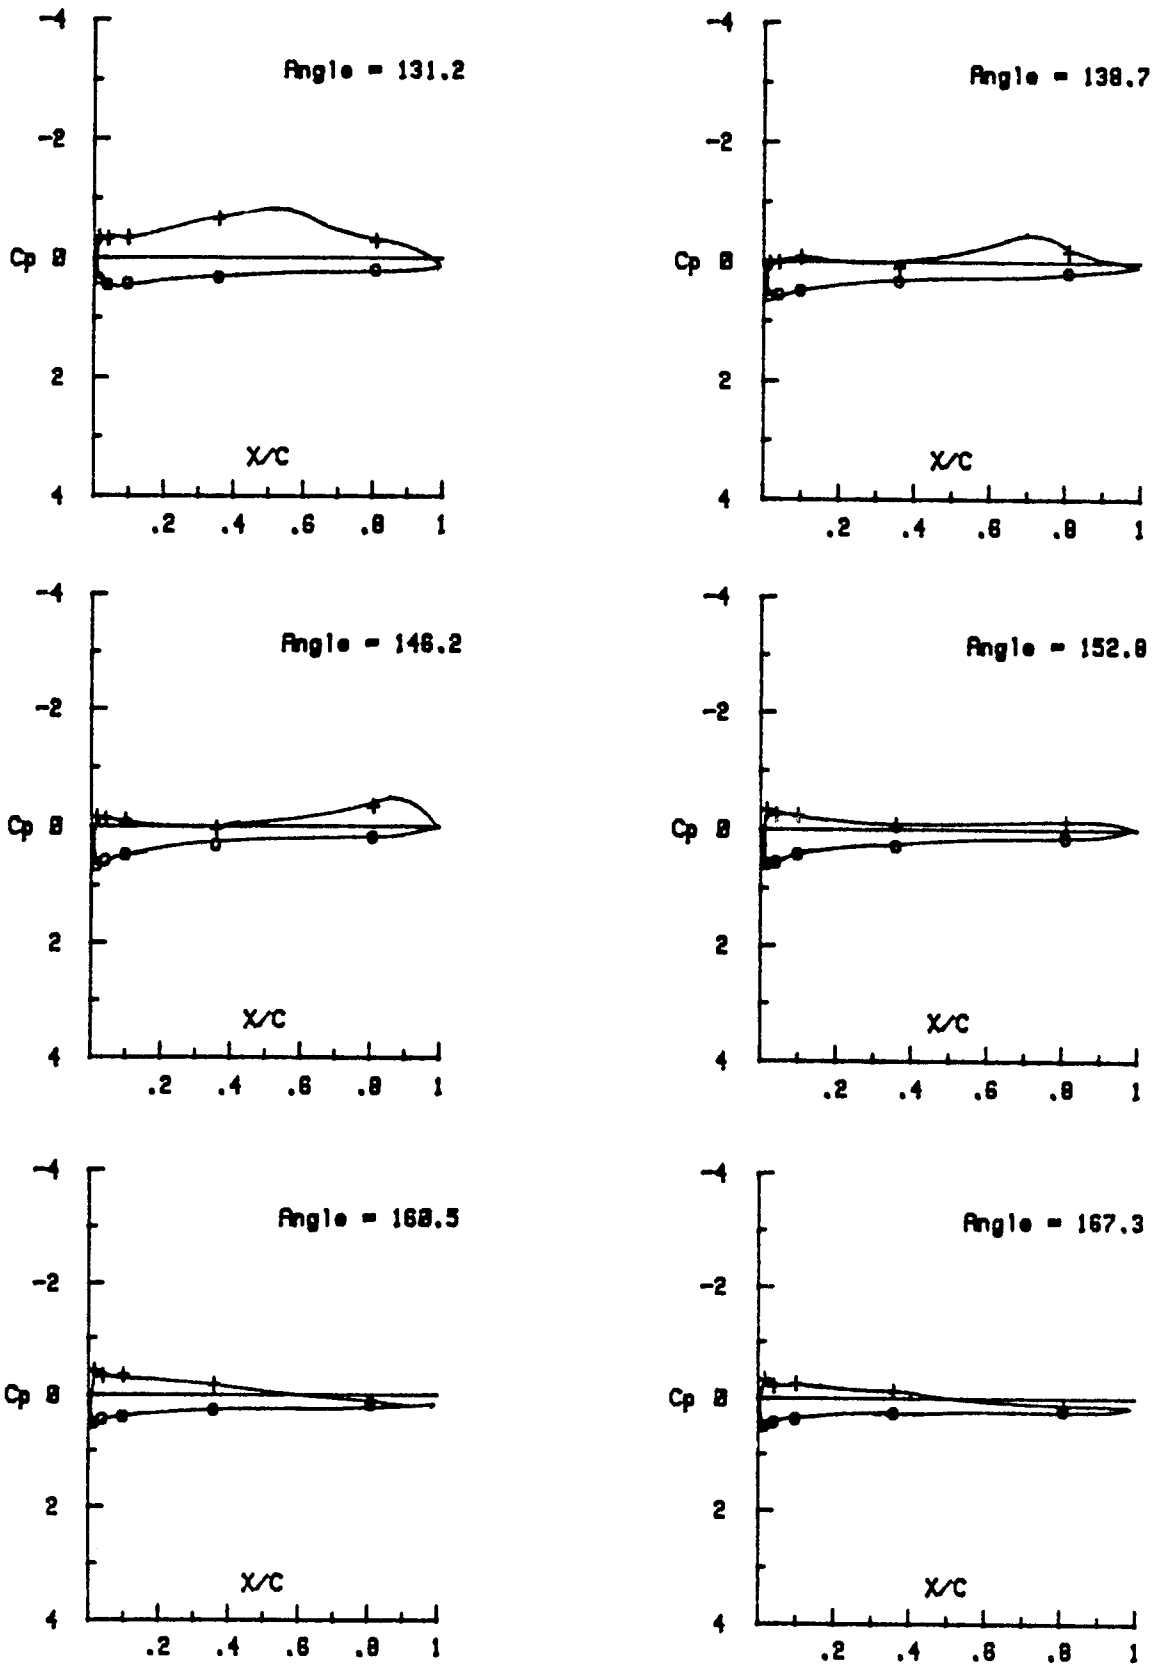 -4
Angle = 131.2
-2
Cp 0
2
X/C
4
.2 .4 .6 .8 1
-4
Angle = 138.7
-2
Cp 0
2
X/C
4
.2 .4 .6 .8 1
-4
Angle = 146.2
-2
Cp 0
2
X/C
4
.2 .4 .6 .8 1
-4
Angle = 152.8
-2
Cp 0
2
X/C
4
.2 .4 .6 .8 1
-4
Angle = 160.5
-2
Cp 0
2
X/C
4
.2 .4 .6 .8 1
-4
Angle = 167.3
-2
Cp 0
2
X/C
4
.2 .4 .6 .8 1